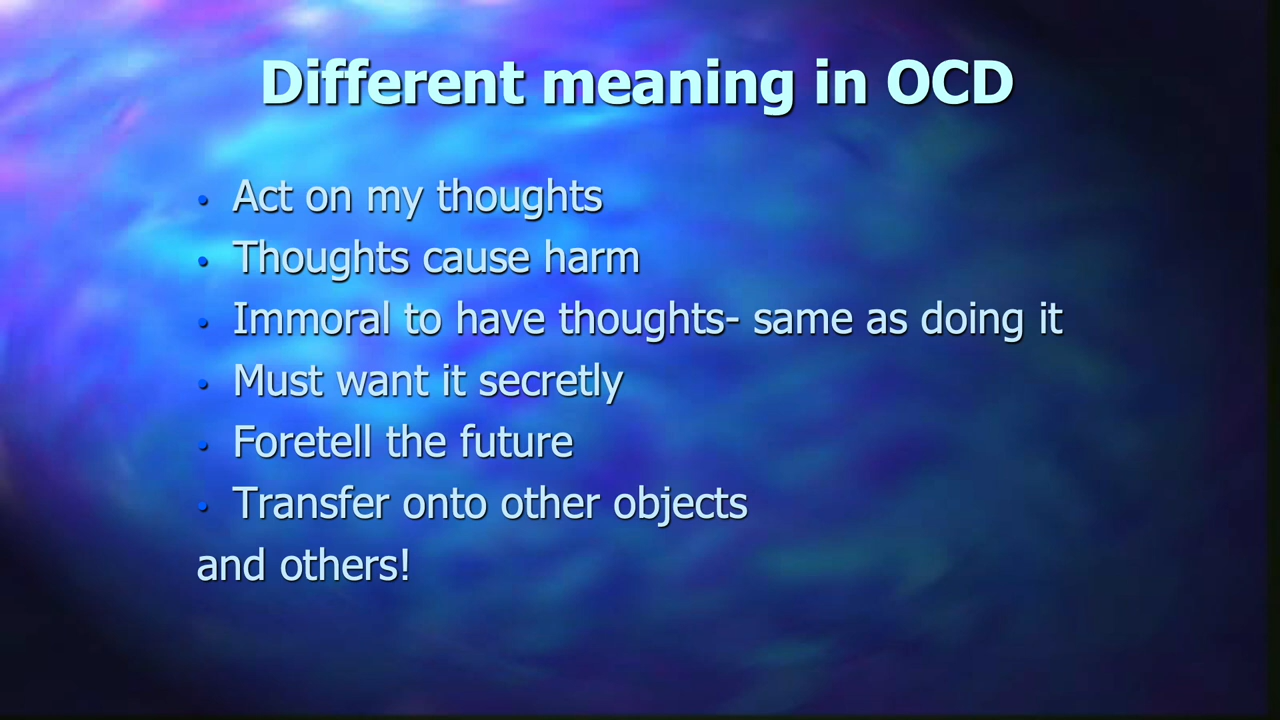 Different meaning in OCD
• Act on my thoughts
• Thoughts cause harm
• Immoral to have thoughts- same as doing it
• Must want it secretly
• Foretell the future
• Transfer onto other objects
and others!